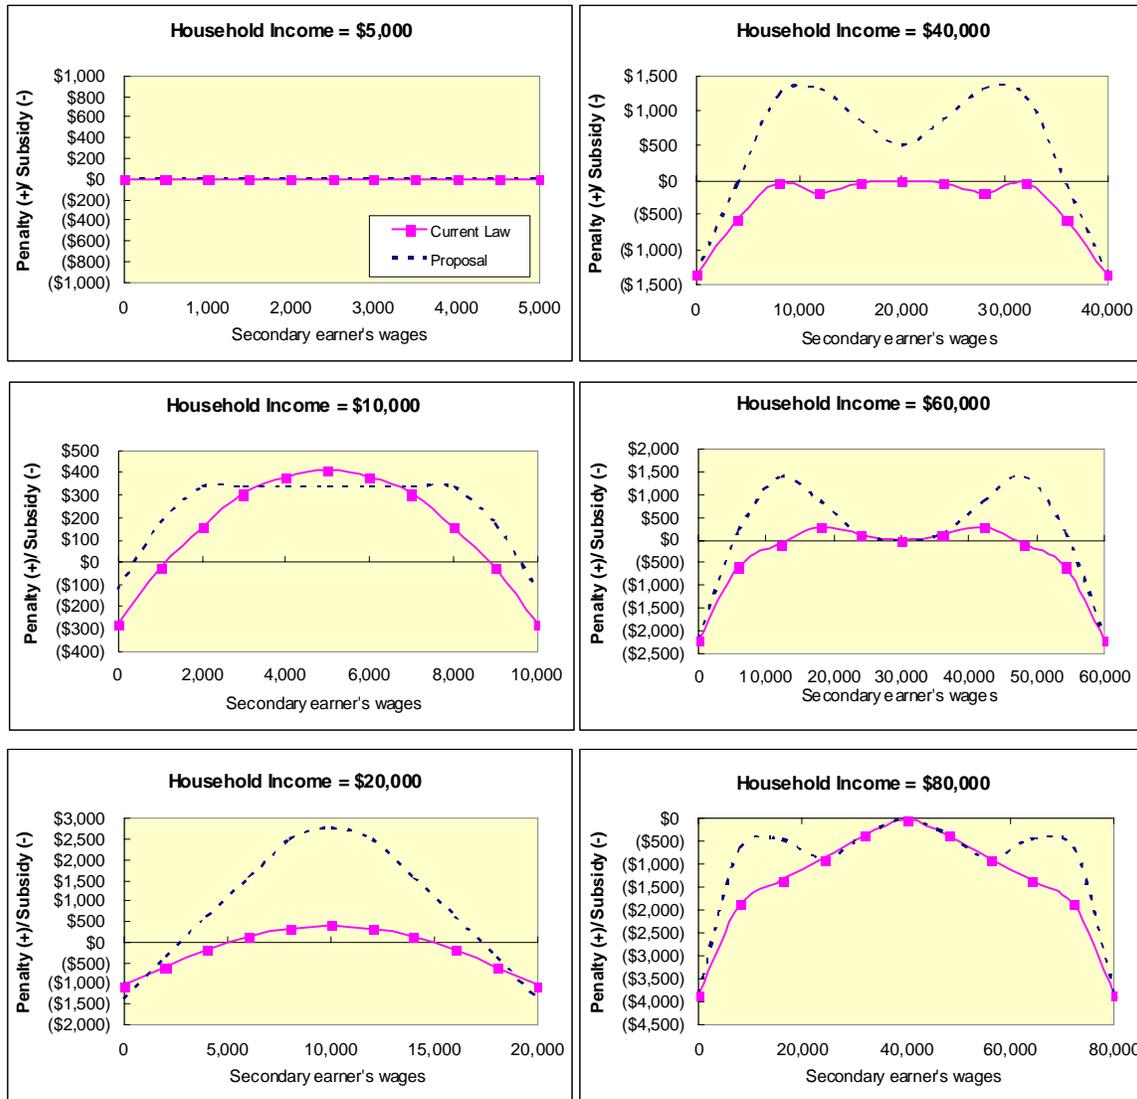 Household Income = $5,000
Penalty (+)/ Subsidy (-)
$1,000
$800
$600
$400
$200
$0
($200)
($400)
($600)
($800)
($1,000)
Current Law
Proposal
0 1,000 2,000 3,000 4,000 5,000
Secondary earner's wages
Household Income = $40,000
Penalty (+)/ Subsidy (-)
$1,500
$1,000
$500
$0
($500)
($1,000)
($1,500)
0 10,000 20,000 30,000 40,000
Secondary earner's wages
Household Income = $10,000
Penalty (+)/ Subsidy (-)
$500
$400
$300
$200
$100
$0
($100)
($200)
($300)
($400)
0 2,000 4,000 6,000 8,000 10,000
Secondary earner's wages
Household Income = $60,000
Penalty (+)/ Subsidy (-)
$2,000
$1,500
$1,000
$500
$0
($500)
($1,000)
($1,500)
($2,000)
($2,500)
0 10,000 20,000 30,000 40,000 50,000 60,000
Secondary earner's wages
Household Income = $20,000
Penalty (+)/ Subsidy (-)
$3,000
$2,500
$2,000
$1,500
$1,000
$500
$0
($500)
($1,000)
($1,500)
($2,000)
0 5,000 10,000 15,000 20,000
Secondary earner's wages
Household Income = $80,000
Penalty (+)/ Subsidy (-)
$0
($500)
($1,000)
($1,500)
($2,000)
($2,500)
($3,000)
($3,500)
($4,000)
($4,500)
0 20,000 40,000 60,000 80,000
Secondary earner's wages